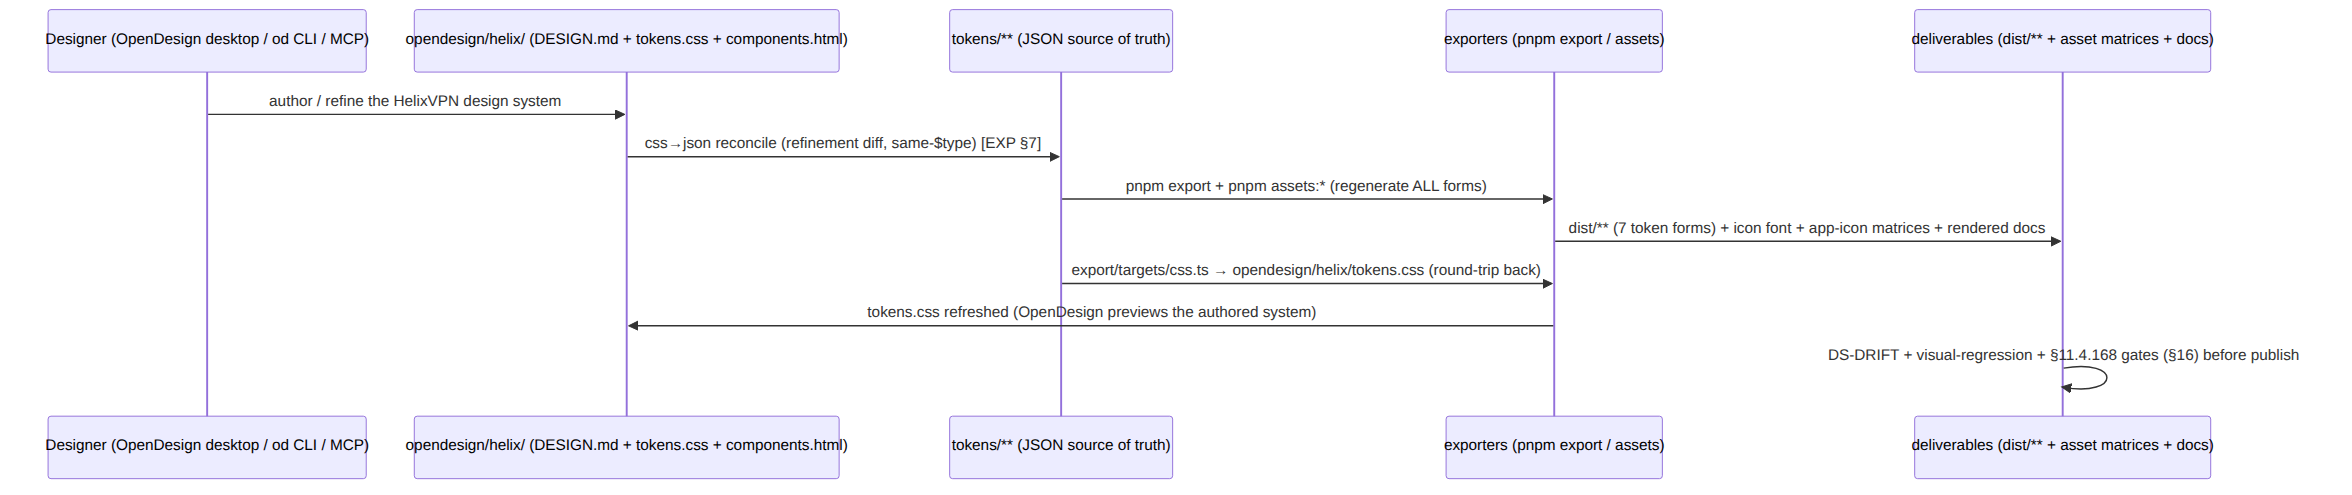 Designer (OpenDesign desktop / od CLI / MCP)
opendesign/helix/ (DESIGN.md + tokens.css + components.html)
tokens/** (JSON source of truth)
exporters (pnpm export / assets)
deliverables (dist/** + asset matrices + docs)
author / refine the HelixVPN design system
css→json reconcile (refinement diff, same-$type) [EXP §7]
pnpm export + pnpm assets:* (regenerate ALL forms)
dist/** (7 token forms) + icon font + app-icon matrices + rendered docs
export/targets/css.ts → opendesign/helix/tokens.css (round-trip back)
tokens.css refreshed (OpenDesign previews the authored system)
DS-DRIFT + visual-regression + §11.4.168 gates (§16) before publish
Designer (OpenDesign desktop / od CLI / MCP)
opendesign/helix/ (DESIGN.md + tokens.css + components.html)
tokens/** (JSON source of truth)
exporters (pnpm export / assets)
deliverables (dist/** + asset matrices + docs)